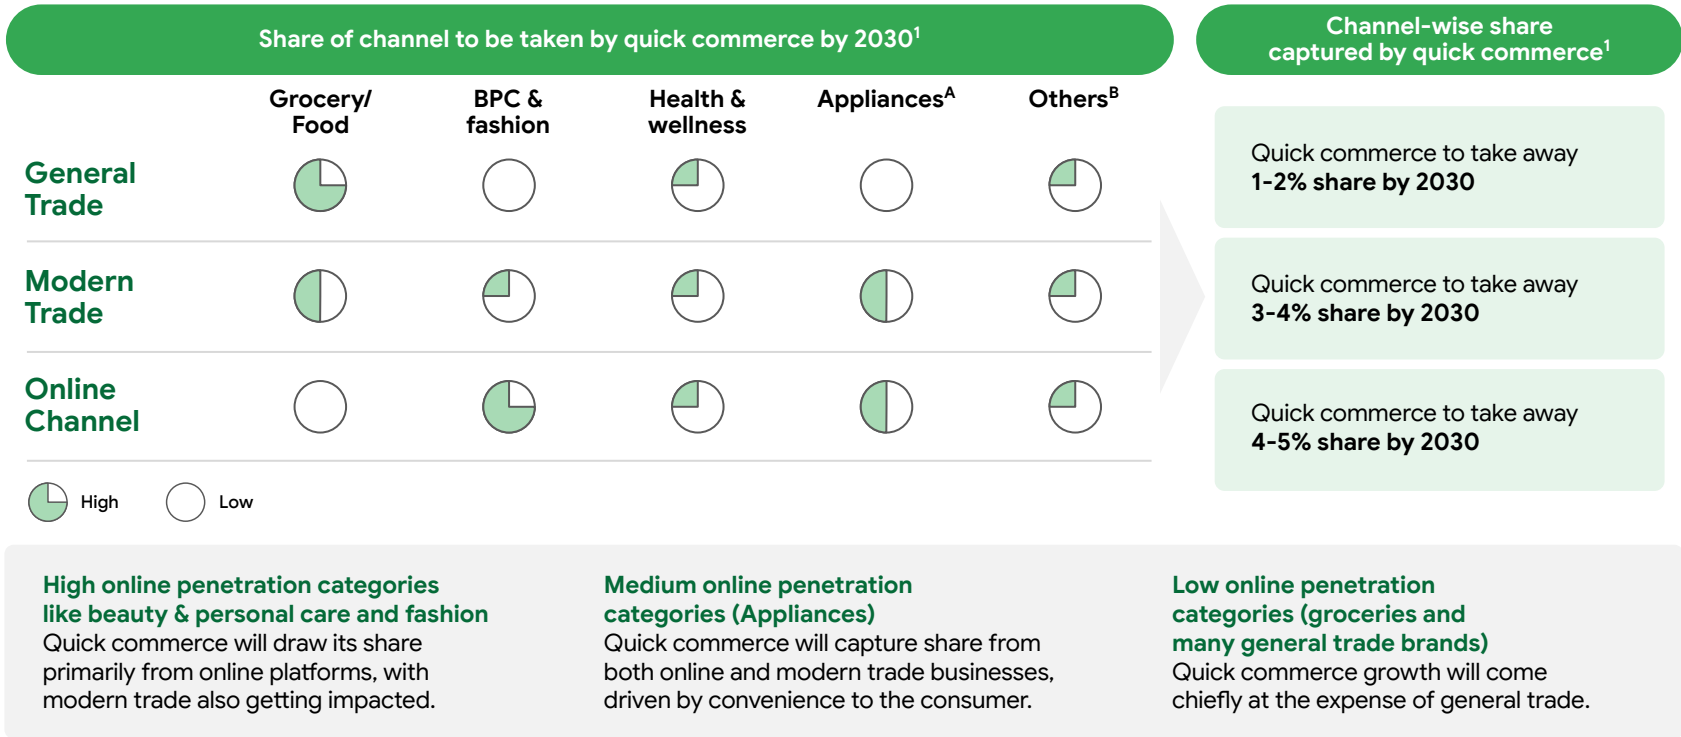 Share of channel to be taken by quick commerce by 2030¹
Channel-wise share
captured by quick commerce¹
Grocery/
Food
BPC &
fashion
Health &
wellness
Appliancesᴬ
Othersᴮ
General
Trade
Quick commerce to take away
1-2% share by 2030
Modern
Trade
Quick commerce to take away
3-4% share by 2030
Online
Channel
Quick commerce to take away
4-5% share by 2030
High
Low
High online penetration categories
like beauty & personal care and fashion
Quick commerce will draw its share
primarily from online platforms, with
modern trade also getting impacted.
Medium online penetration
categories (Appliances)
Quick commerce will capture share from
both online and modern trade businesses,
driven by convenience to the consumer.
Low online penetration
categories (groceries and
many general trade brands)
Quick commerce growth will come
chiefly at the expense of general trade.